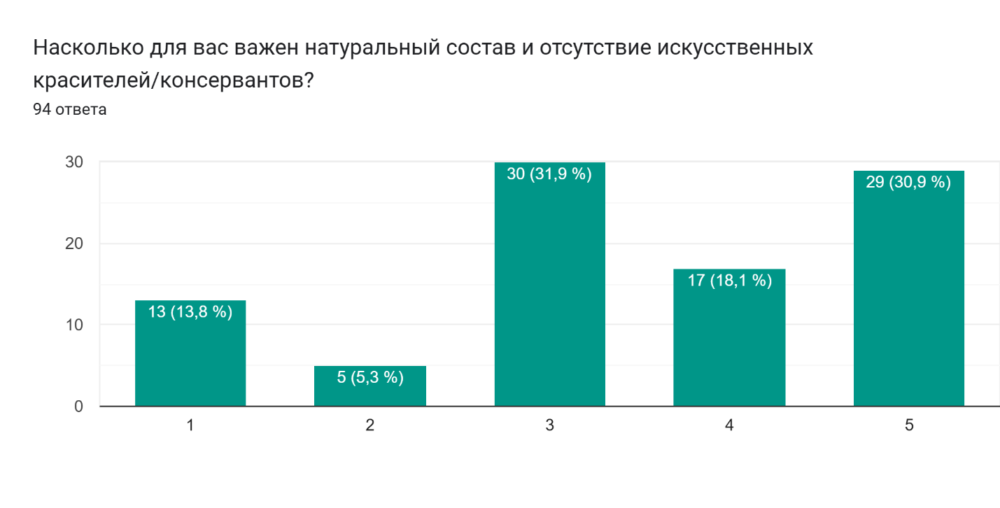 Насколько для вас важен натуральный состав и отсутствие искусственных
красителей/консервантов?
94 ответа
30
20
10
0
13 (13,8 %)
5 (5,3 %)
30 (31,9 %)
17 (18,1 %)
29 (30,9 %)
1
2
3
4
5